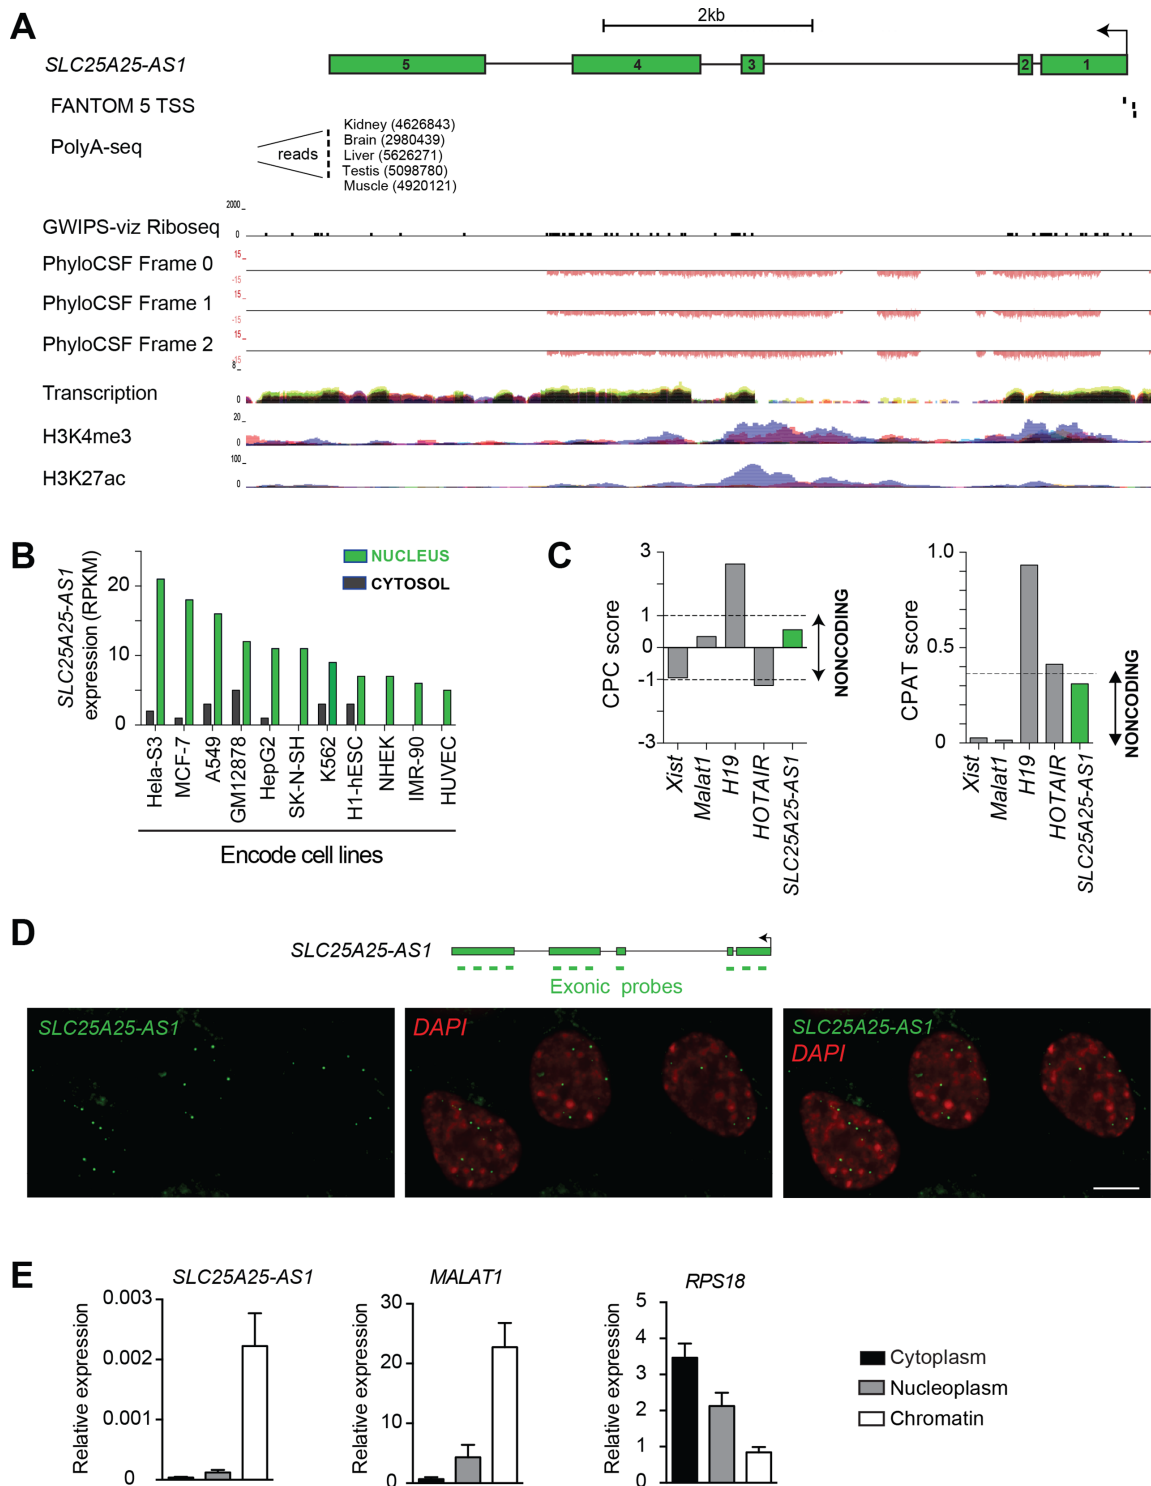 A
2kb
SLC25A25-AS1
5 4 3 2 1
FANTOM 5 TSS
PolyA-seq
reads
Kidney (4626843)
Brain (2980439)
Liver (5626271)
Testis (5098780)
Muscle (4920121)
2000
GWIPS-viz Riboseq 0
15
PhyloCSF Frame 0
-15
15
PhyloCSF Frame 1
-15
15
PhyloCSF Frame 2
8
Transcription
0
20
H3K4me3
0
100
H3K27ac
0
B
SLC25A25-AS1
expression (RPKM)
20
10
0
NUCLEUS
CYTOSOL
Hela-S3
MCF-7
A549
GM12878
HepG2
SK-N-SH
K562
H1-hESC
NHEK
IMR-90
HUVEC
Encode cell lines
C
CPC score
3
1
0
-1
-3
NONCODING
Xist
Malat1
H19
HOTAIR
SLC25A25-AS1
CPAT score
1.0
0.5
0
NONCODING
Xist
Malat1
H19
HOTAIR
SLC25A25-AS1
D
SLC25A25-AS1
Exonic probes
SLC25A25-AS1
DAPI
SLC25A25-AS1
DAPI
E
SLC25A25-AS1
Relative expression
0.003
0.002
0.001
0
MALAT1
Relative expression
30
20
10
0
RPS18
Relative expression
5
4
3
2
1
0
Cytoplasm
Nucleoplasm
Chromatin